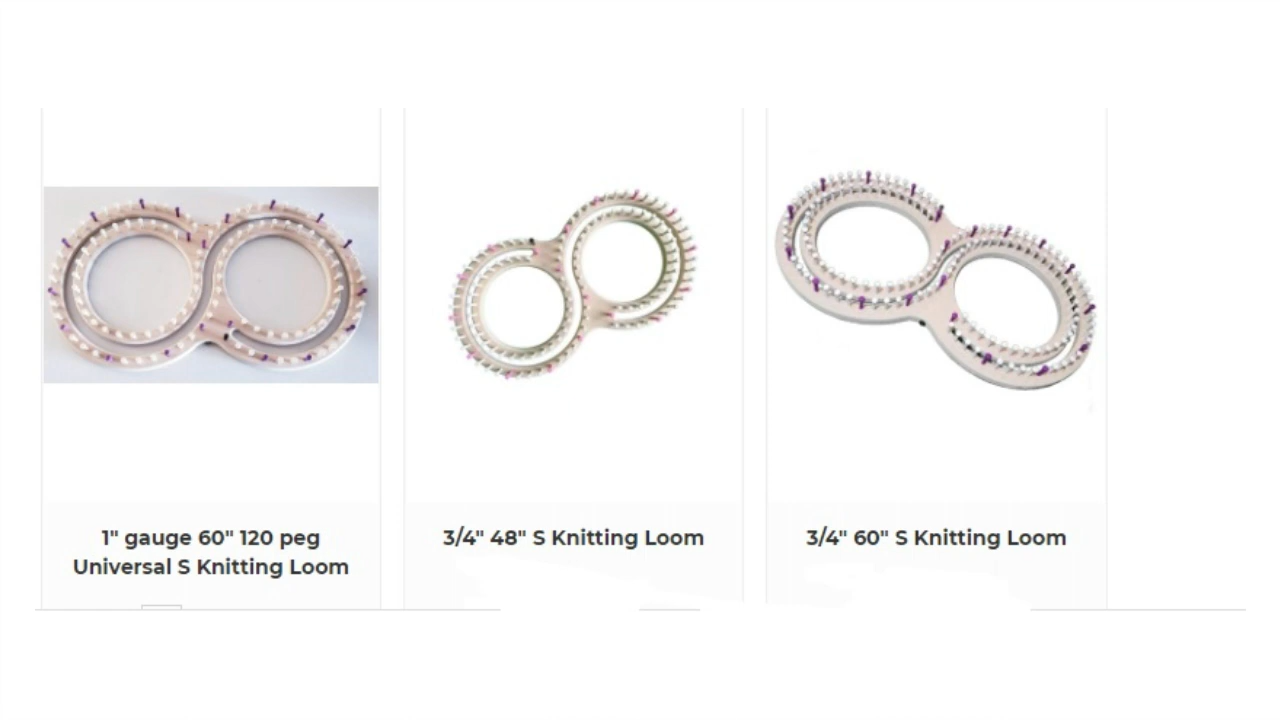 1" gauge 60" 120 peg
Universal S Knitting Loom
3/4" 48" S Knitting Loom
3/4" 60" S Knitting Loom